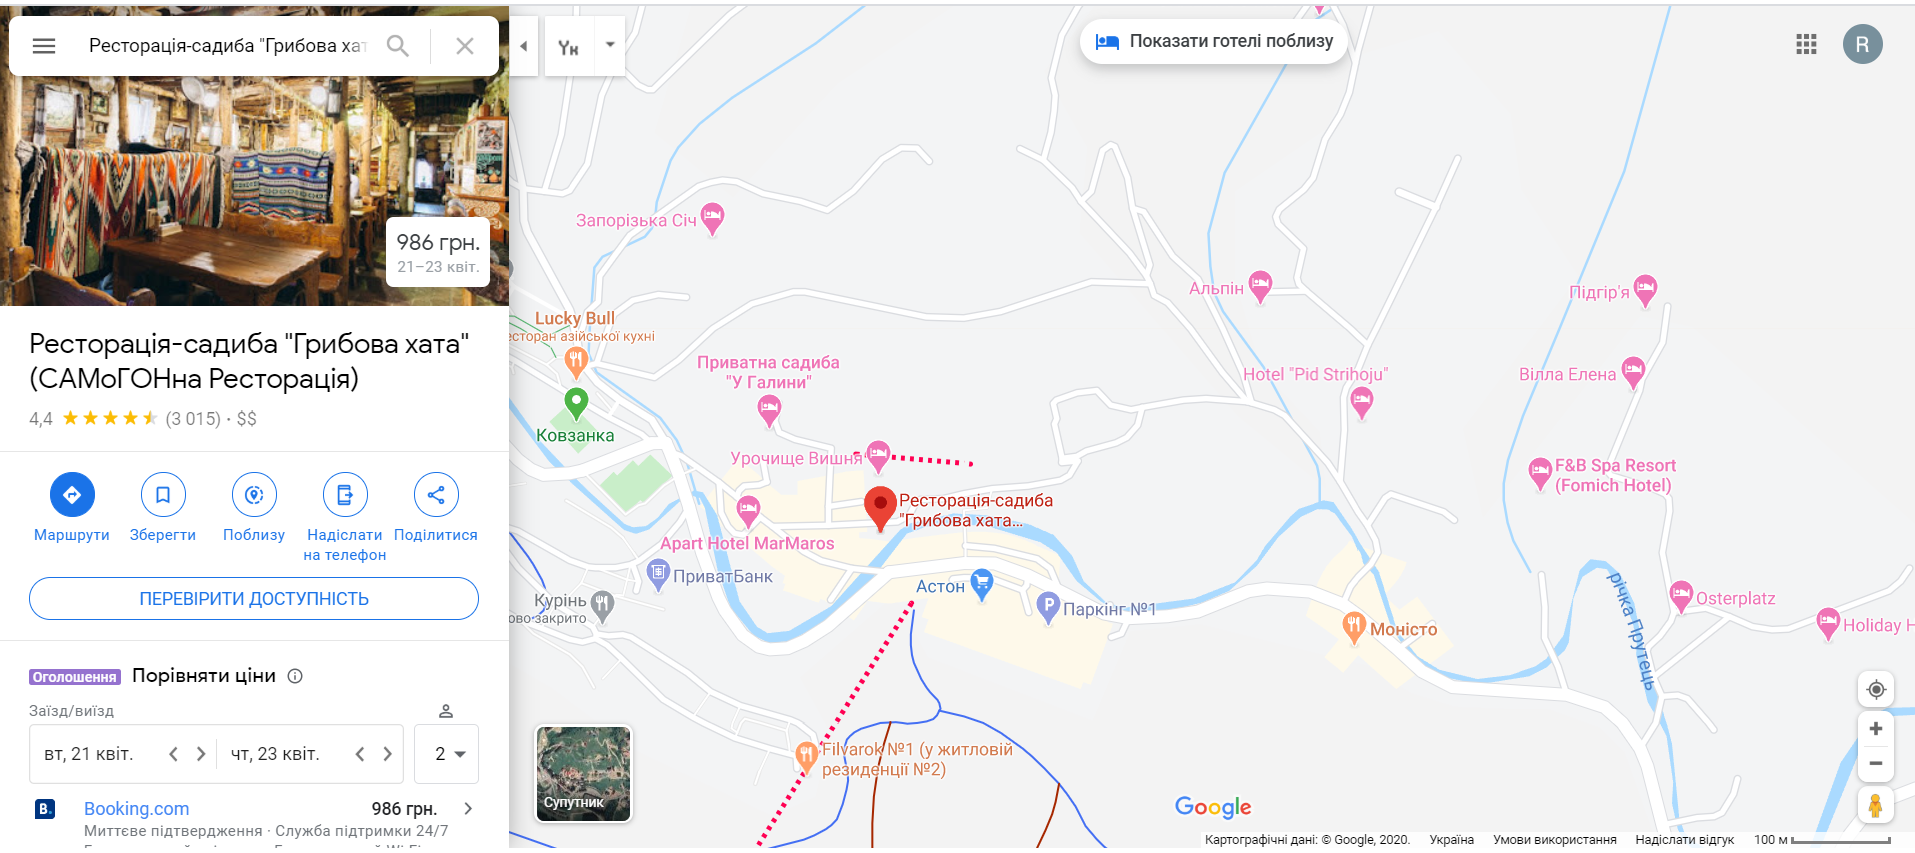 Ресторація-садиба "Грибова хат
986 грн.
21–23 квіт.
Ресторація-садиба "Грибова хата"
(САМоГОНна Ресторація)
4,4 (3 015) · $$
Маршрути
Зберегти
Поблизу
Надіслати
на телефон
Поділитися
ПЕРЕВІРИТИ ДОСТУПНІСТЬ
Оголошення Порівняти ціни
Заїзд/виїзд
вт, 21 квіт. чт, 23 квіт. 2
B. Booking.com 986 грн.
Миттєве підтвердження · Служба підтримки 24/7
Показати готелі поблизу
R
Запорізька Січ
Альпін
Підгір'я
Lucky Bull
есторан азійської кухні
Приватна садиба
"У Галини"
Hotel "Pid Strihoju"
Вілла Елена
Ковзанка
Урочище Вишня
F&B Spa Resort
(Fomich Hotel)
Ресторація-садиба
"Грибова хата...
Apart Hotel MarMaros
ПриватБанк
Астон
Курінь
ово закрито
P Паркінг №1
річка Прутець
Osterplatz
Моністо
Holiday H
Filvarok №1 (у житловій
резиденції №2)
Супутник
Google
Картографічні дані: © Google, 2020. Україна Умови використання Надіслати відгук 100 м